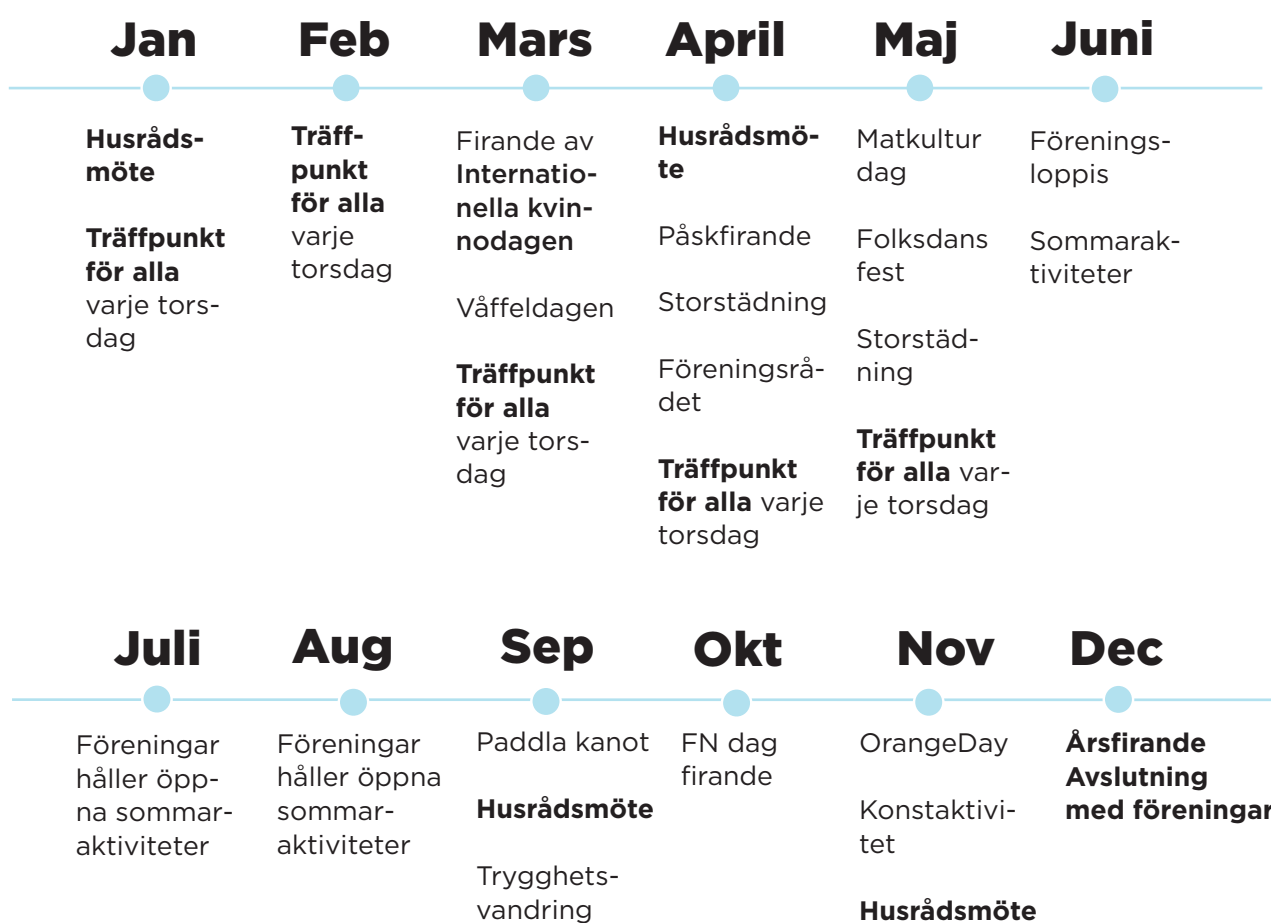 Jan
Feb
Mars
April
Maj
Juni
Husråds-
möte
Träffpunkt
för alla
varje tors-
dag
Träff-
punkt
för alla
varje
torsdag
Firande av
Internatio-
nella kvin-
nodagen
Våffeldagen
Träffpunkt
för alla
varje tors-
dag
Husrådsmö-
te
Påskfirande
Storstädning
Föreningsrå-
det
Träffpunkt
för alla varje
torsdag
Matkultur
dag
Folksdans
fest
Storstäd-
ning
Träffpunkt
för alla var-
je torsdag
Förenings-
loppis
Sommarak-
tiviteter
Juli
Aug
Sep
Okt
Nov
Dec
Föreningar
håller öpp-
na sommar-
aktiviteter
Föreningar
håller öppna
sommar-
aktiviteter
Paddla kanot
Husrådsmöte
Trygghets-
vandring
FN dag
firande
OrangeDay
Konstaktivi-
tet
Husrådsmöte
Årsfirande
Avslutning
med föreningar